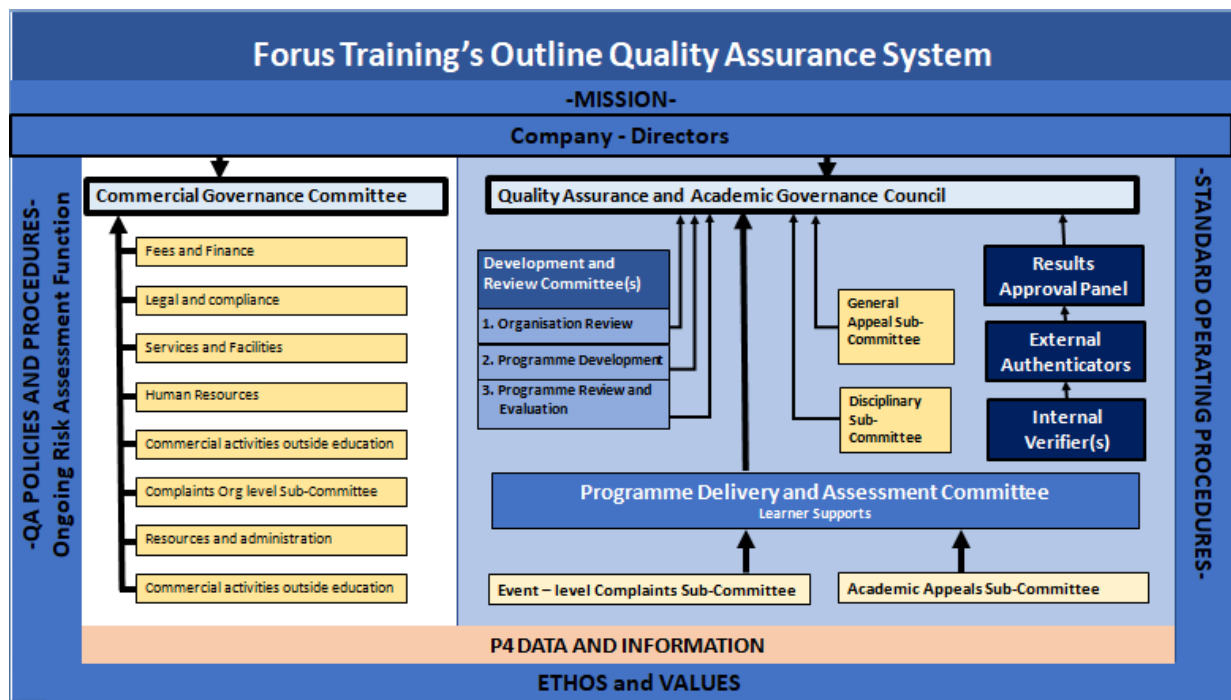 Forus Training's Outline Quality Assurance System
-MISSION-
Company - Directors
-QA POLICIES AND PROCEDURES-
Ongoing Risk Assessment Function
Commercial Governance Committee
Fees and Finance
Legal and compliance
Services and Facilities
Human Resources
Commercial activities outside education
Complaints Org level Sub-Committee
Resources and administration
Commercial activities outside education
Quality Assurance and Academic Governance Council
Development and
Review Committee(s)
1. Organisation Review
2. Programme Development
3. Programme Review and
Evaluation
General
Appeal Sub-
Committee
Disciplinary
Sub-
Committee
Results
Approval Panel
External
Authenticators
Internal
Verifier(s)
Programme Delivery and Assessment Committee
Learner Supports
Event – level Complaints Sub-Committee
Academic Appeals Sub-Committee
-STANDARD OPERATING PROCEDURES-
P4 DATA AND INFORMATION
ETHOS and VALUES